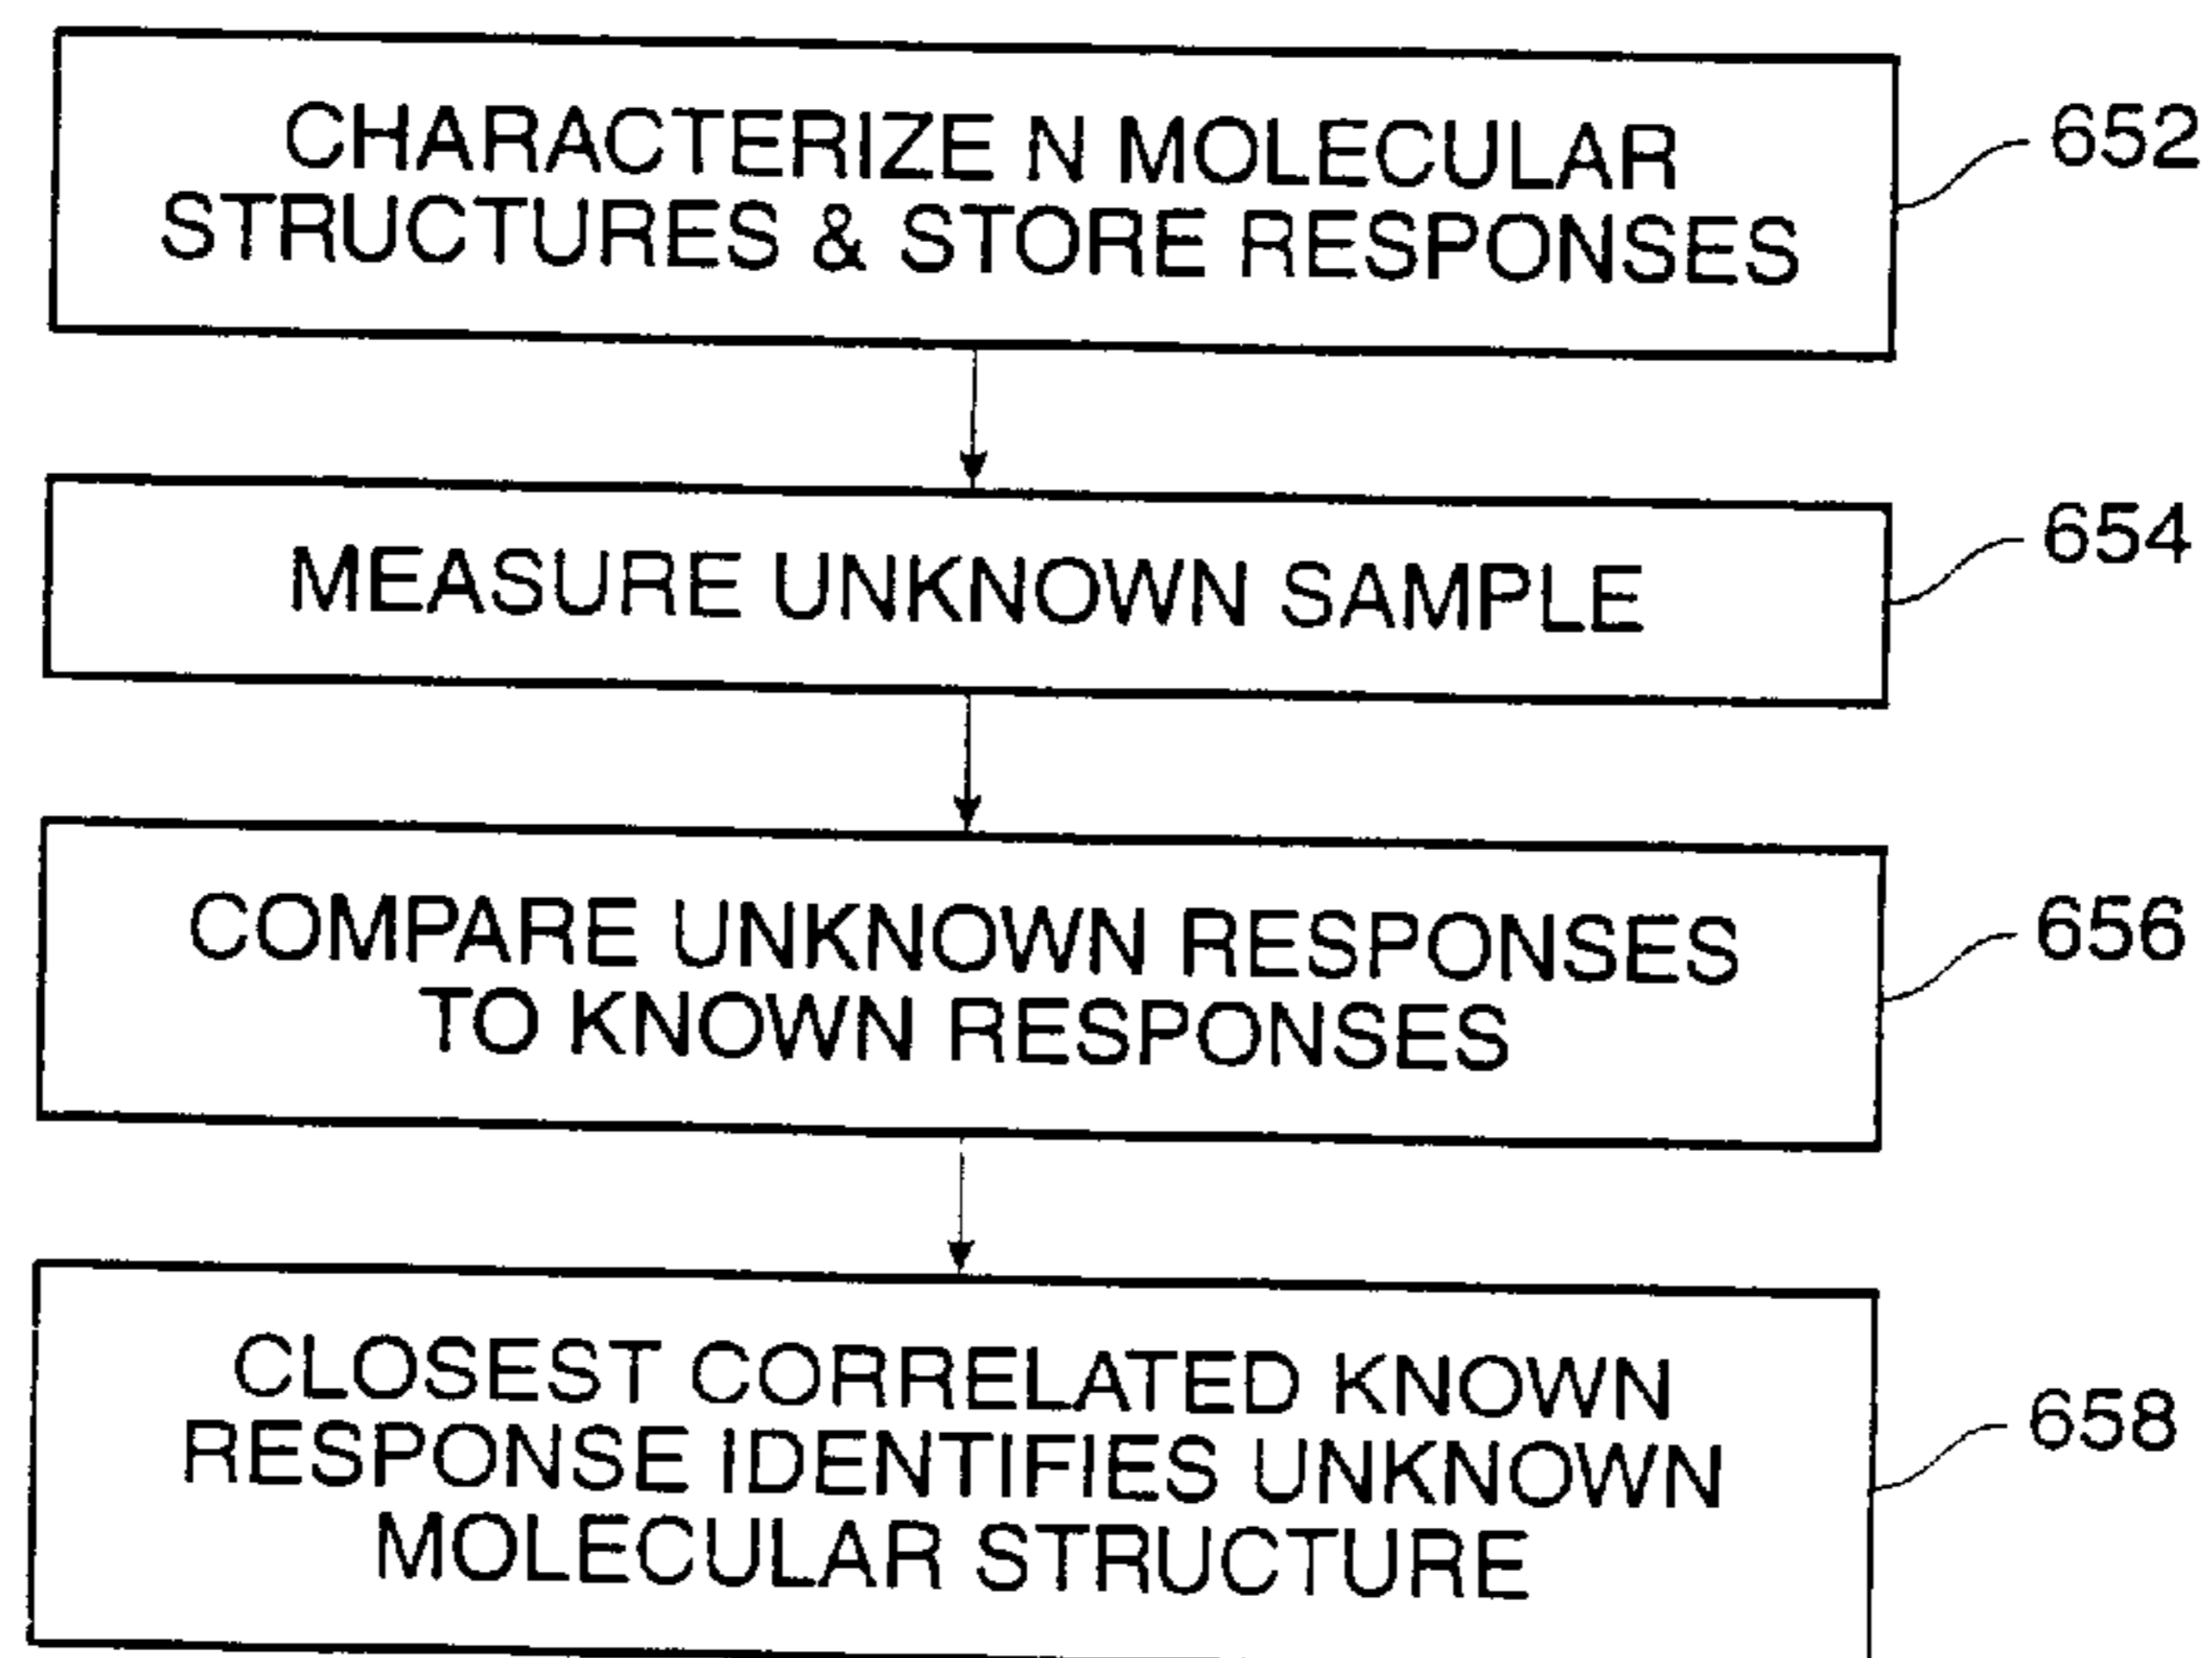 CHARACTERIZE N MOLECULAR
STRUCTURES & STORE RESPONSES
652
MEASURE UNKNOWN SAMPLE
654
COMPARE UNKNOWN RESPONSES
TO KNOWN RESPONSES
656
CLOSEST CORRELATED KNOWN
RESPONSE IDENTIFIES UNKNOWN
MOLECULAR STRUCTURE
658